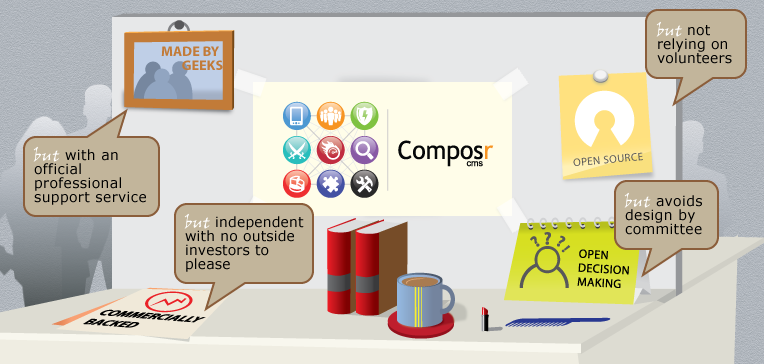 MADE BY
GEEKS
but not
relying on
volunteers
but with an
official
professional
support service
Composr
cms
OPEN SOURCE
but avoids
design by
committee
but independent
with no outside
investors to
please
OPEN
DECISION
MAKING
???!
COMMERCIALLY
BACKED